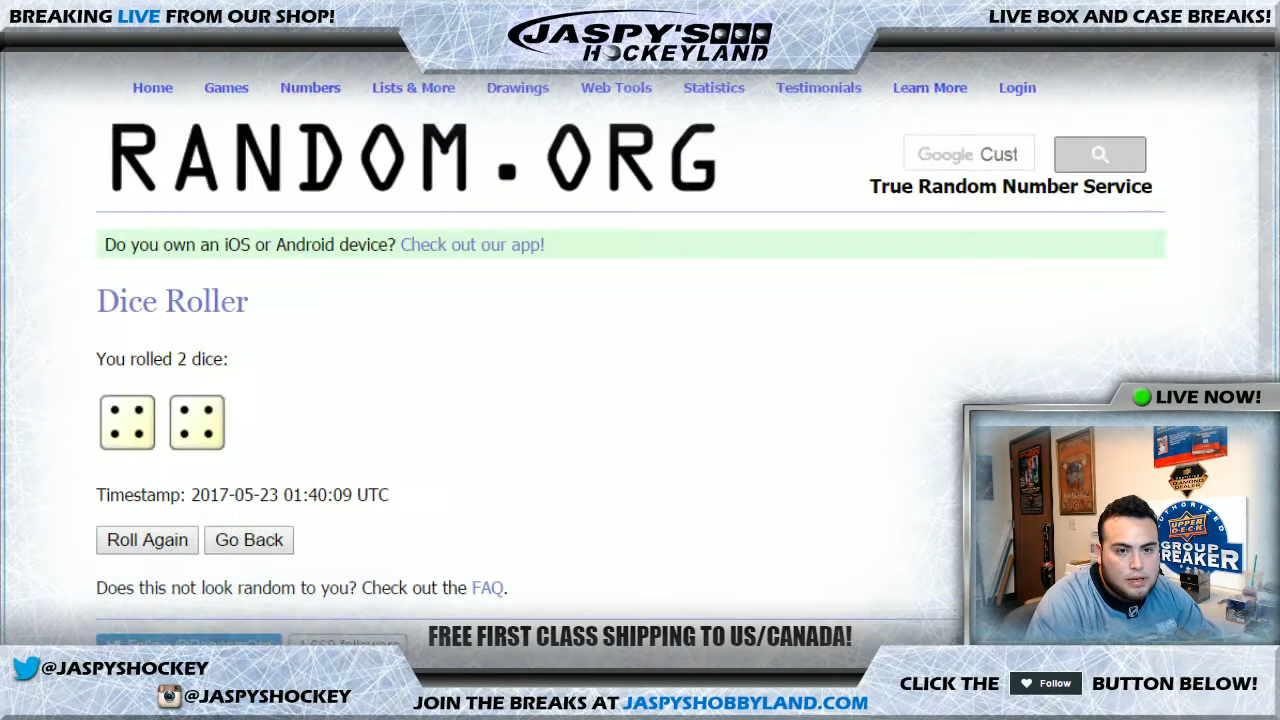 BREAKING LIVE FROM OUR SHOP!
JASPY'S
HOCKEYLAND
LIVE BOX AND CASE BREAKS!
Home Games Numbers Lists & More Drawings Web Tools Statistics Testimonials Learn More Login
RANDOM.ORG
Google Cust
True Random Number Service
Do you own an iOS or Android device? Check out our app!
Dice Roller
You rolled 2 dice:
Timestamp: 2017-05-23 01:40:09 UTC
Roll Again Go Back
Does this not look random to you? Check out the FAQ.
LIVE NOW!
DIAMOND
DEALER
AUTHORIZED
UPPER
DECK
GROUP
BREAKER
FREE FIRST CLASS SHIPPING TO US/CANADA!
@JASPYSHOCKEY
@JASPYSHOCKEY
JOIN THE BREAKS AT JASPYSHOBBYLAND.COM
CLICK THE Follow BUTTON BELOW!